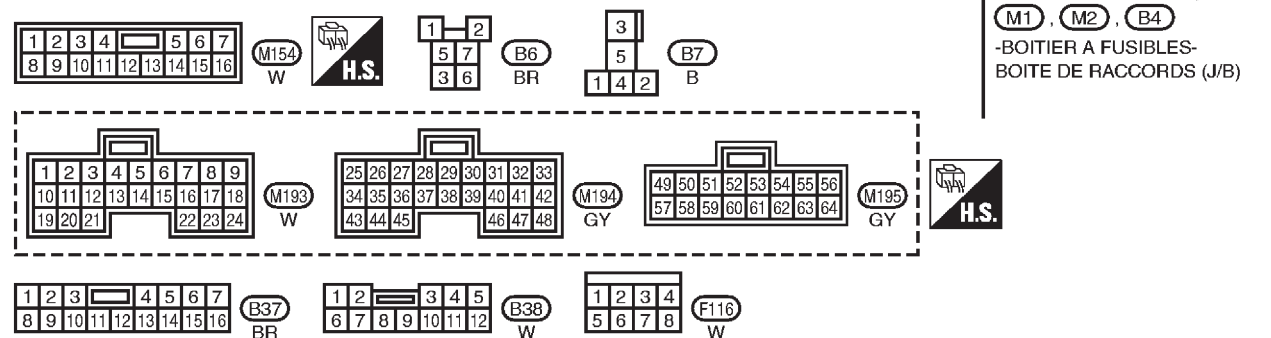 M1 , M2 , B4
-BOITIER A FUSIBLES-
BOITE DE RACCORDS (J/B)
1 2 3 4 5 6 7
8 9 10 11 12 13 14 15 16
M154
W
H.S.
1 2
5 7
3 6
B6
BR
3
5
1 4 2
B7
B
1 2 3 4 5 6 7 8 9
10 11 12 13 14 15 16 17 18
19 20 21 22 23 24
M193
W
25 26 27 28 29 30 31 32 33
34 35 36 37 38 39 40 41 42
43 44 45 46 47 48
M194
GY
49 50 51 52 53 54 55 56
57 58 59 60 61 62 63 64
M195
GY
H.S.
1 2 3 4 5 6 7
8 9 10 11 12 13 14 15 16
B37
BR
1 2 3 4 5
6 7 8 9 10 11 12
B38
W
1 2 3 4
5 6 7 8
F116
W